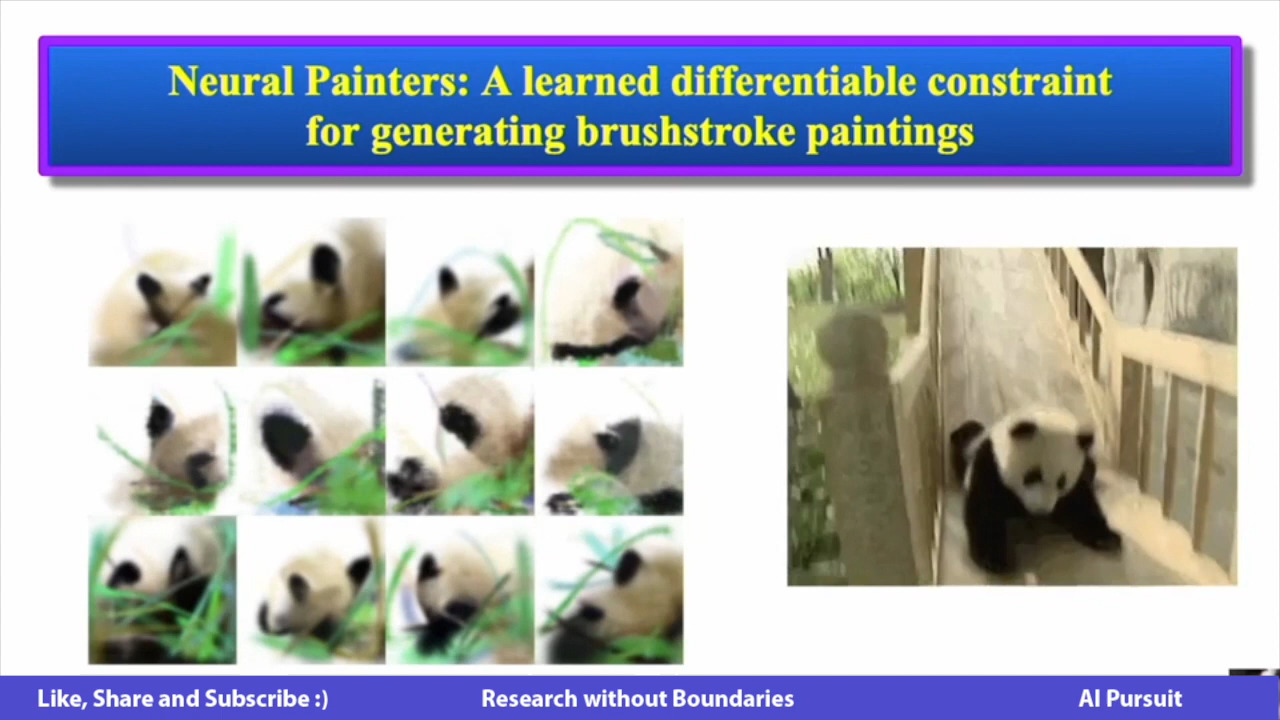 Neural Painters: A learned differentiable constraint
for generating brushstroke paintings
Like, Share and Subscribe :)
Research without Boundaries
AI Pursuit